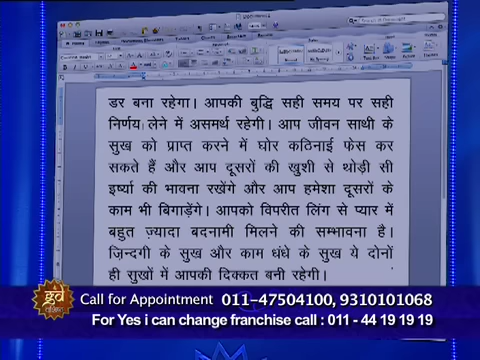 डर बना रहेगा। आपकी बुद्धि सही समय पर सही
निर्णय लेने में असमर्थ रहेगी। आप जीवन साथी के
सुख को प्राप्त करने में घोर कठिनाई फेस कर
सकते हैं और आप दूसरों की खुशी से थोड़ी सी
इर्ष्या की भावना रखेंगे और आप हमेशा दूसरों के
काम भी बिगाड़ेंगे। आपको विपरीत लिंग से प्यार में
बहुत ज़्यादा बदनामी मिलने की सम्भावना है।
ज़िन्दगी के सुख और काम धंधे के सुख ये दोनों
ही सुखों में आपकी दिक्कत बनी रहेगी।
gd
Call for Appointment 011-47504100, 9310101068
For Yes i can change franchise call : 011 - 44 19 19 19